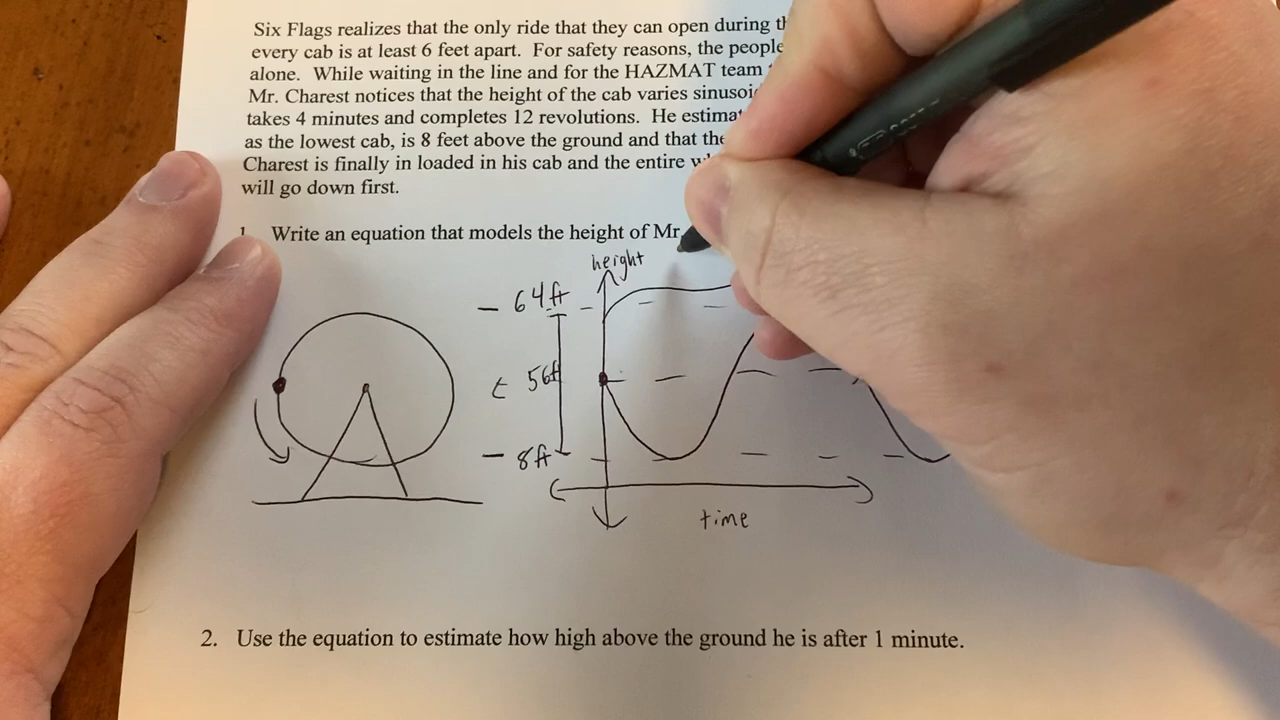 Six Flags realizes that the only ride that they can open during
every cab is at least 6 feet apart. For safety reasons, the people
alone. While waiting in the line and for the HAZMAT team
Mr. Charest notices that the height of the cab varies
takes 4 minutes and completes 12 revolutions. He
as the lowest cab, is 8 feet above the ground and that
Charest is finally in loaded in his cab and the entire
will go down first.
1. Write an equation that models the height of Mr.
height
64ft
56ft
8ft
time
2. Use the equation to estimate how high above the ground he is after 1 minute.